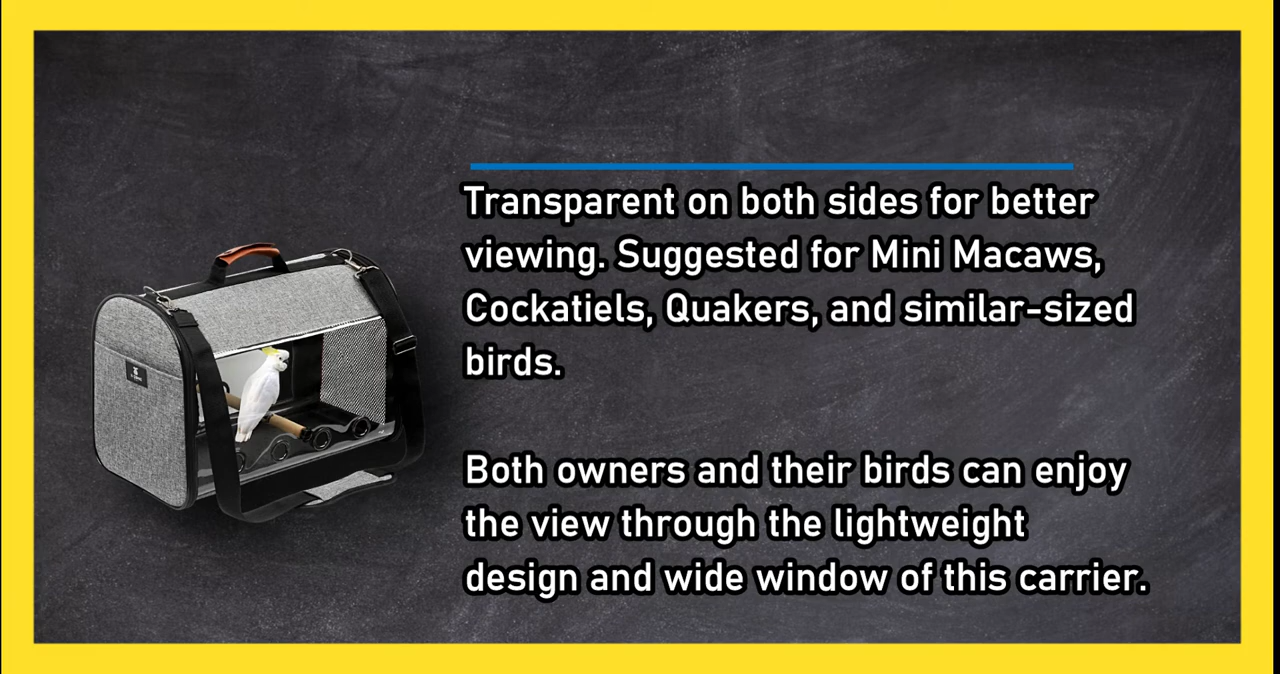 Transparent on both sides for better
viewing. Suggested for Mini Macaws,
Cockatiels, Quakers, and similar-sized
birds.
Both owners and their birds can enjoy
the view through the lightweight
design and wide window of this carrier.